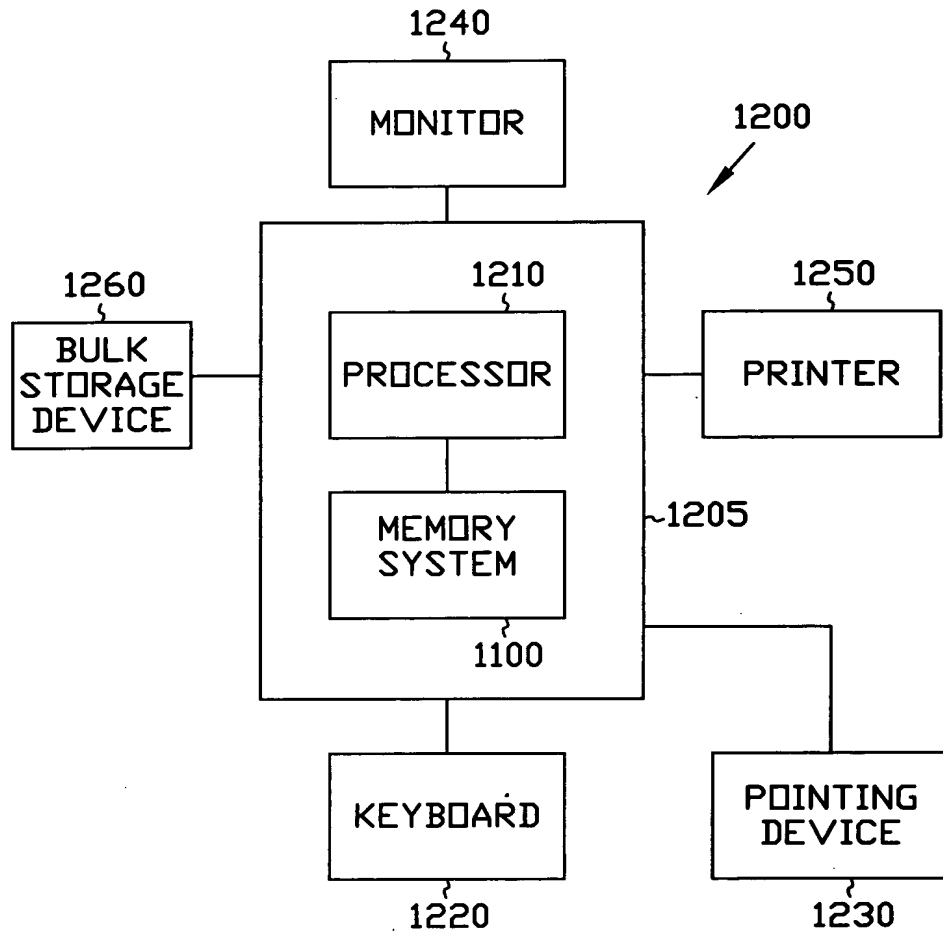 1240
MONITOR
1200
1260
BULK
STORAGE
DEVICE
1210
PROCESSOR
1250
PRINTER
MEMORY
SYSTEM
1205
1100
KEYBOARD
1220
POINTING
DEVICE
1230